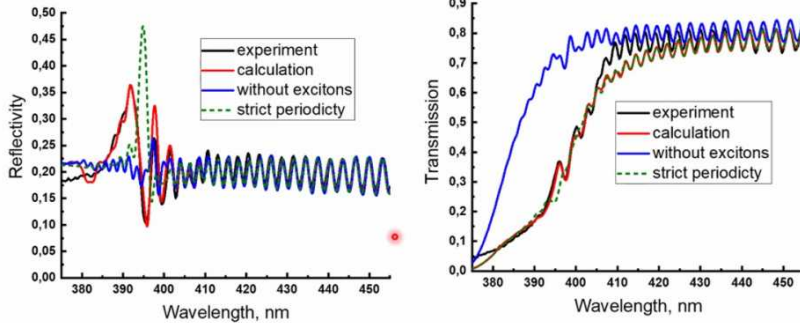 0,50
0,45
0,40
0,35
0,30
0,25
0,20
0,15
0,10
0,05
0,00
Reflectivity
experiment
calculation
without excitons
strict periodicty
380 390 400 410 420 430 440 450
Wavelength, nm
0,8
0,7
0,6
0,5
0,4
0,3
0,2
0,1
0,0
Transmission
experiment
calculation
without excitons
strict periodicty
380 390 400 410 420 430 440 450
Wavelength, nm